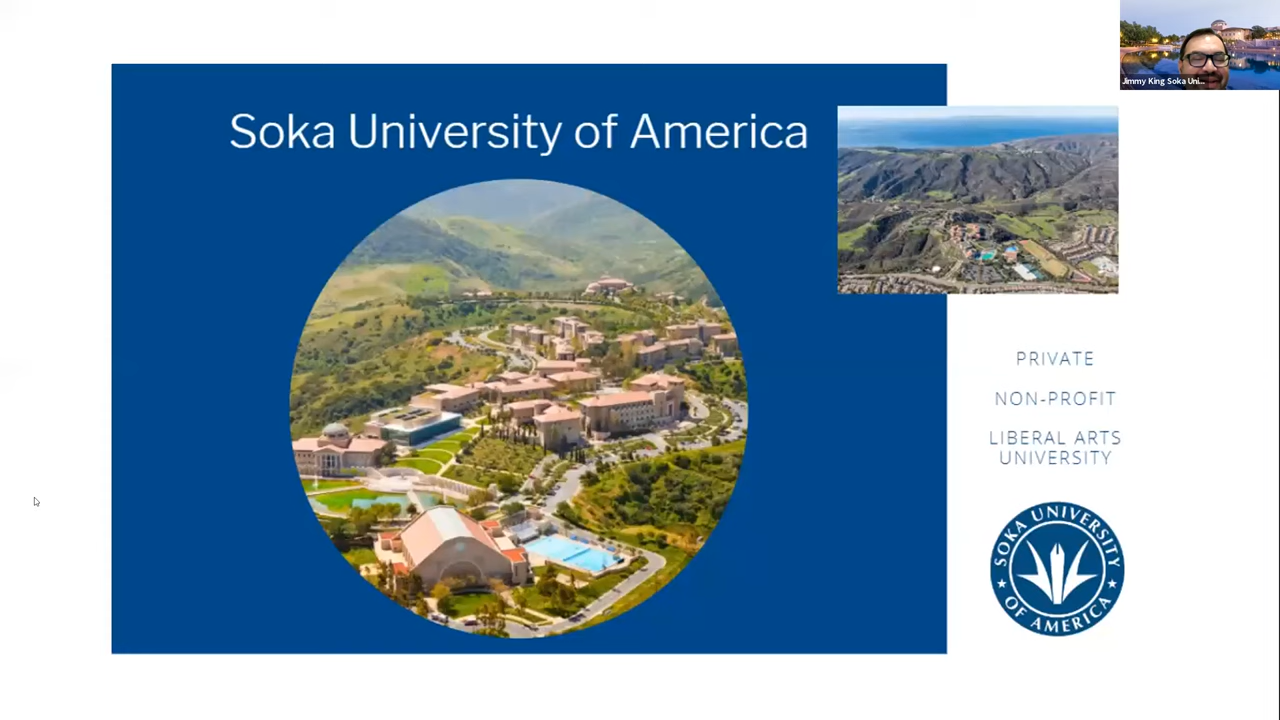 Soka University of America
Jimmy King Soka Uni...
PRIVATE
NON-PROFIT
LIBERAL ARTS
UNIVERSITY
SOKA UNIVERSITY
OF AMERICA